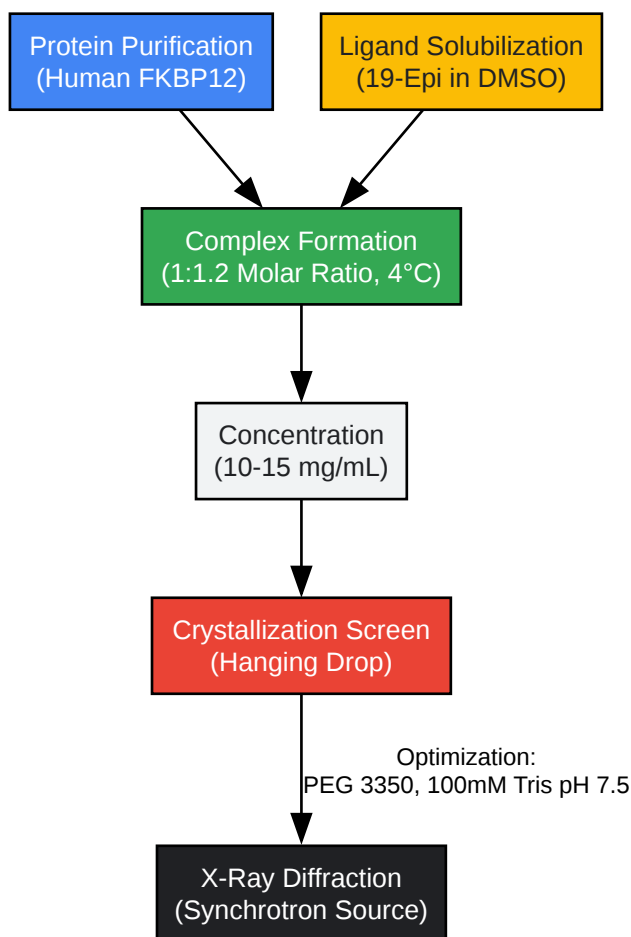 Protein Purification
(Human FKBP12)
Ligand Solubilization
(19-Epi in DMSO)
Complex Formation
(1:1.2 Molar Ratio, 4°C)
Concentration
(10-15 mg/mL)
Crystallization Screen
(Hanging Drop)
Optimization:
PEG 3350, 100mM Tris pH 7.5
X-Ray Diffraction
(Synchrotron Source)